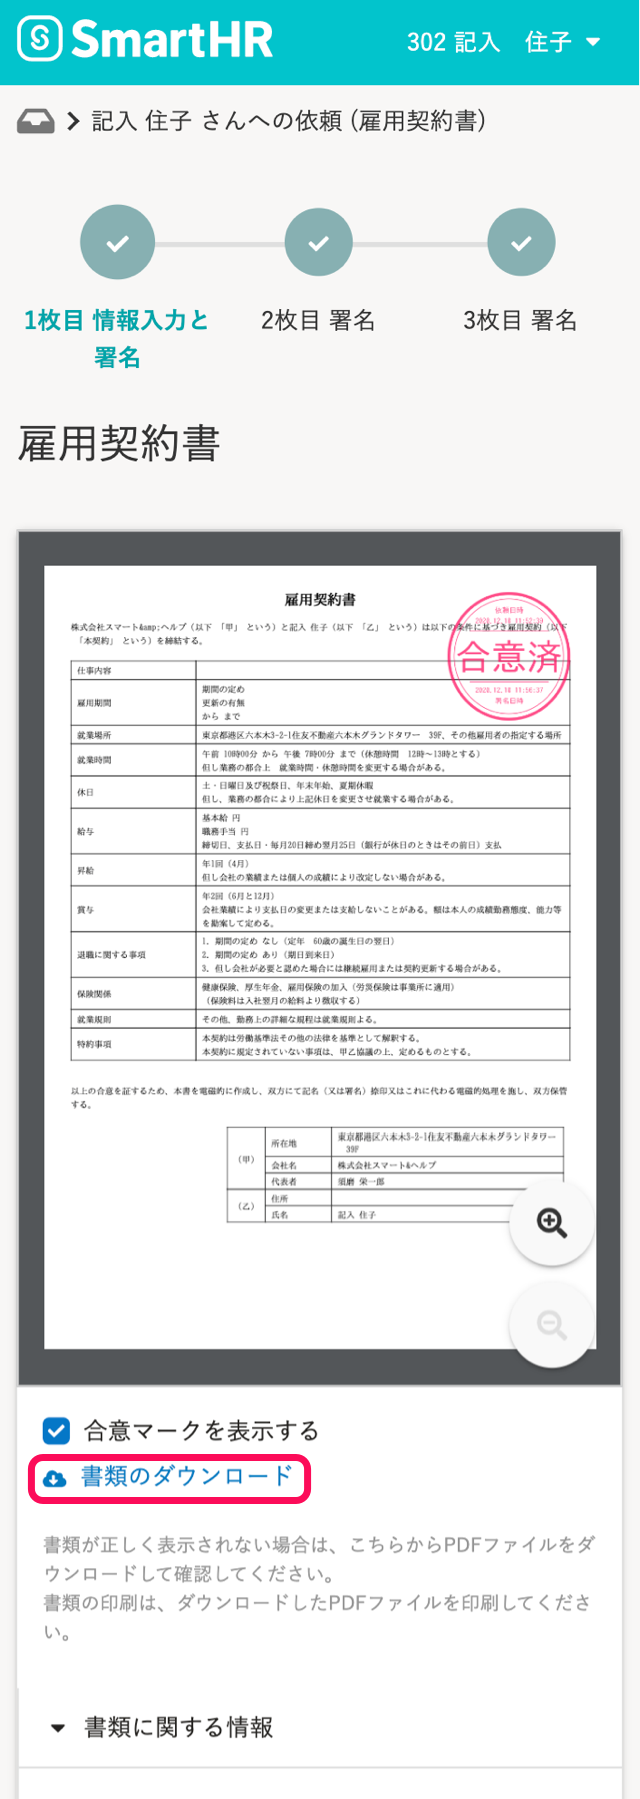 SmartHR
302 記入 住子
記入 住子 さんへの依頼 (雇用契約書)
1枚目 情報入力と
署名
2枚目 署名
3枚目 署名
雇用契約書
雇用契約書
株式会社スマート&amp;ヘルプ（以下 「甲」 という）と記入 住子（以下 「乙」 という）は以下の条件に基づき雇用契約（以下
「本契約」 という）を締結する。
依頼日時
2020.12.18 11:52:39
合意済
2020.12.18 11:56:37
署名日時
仕事内容
雇用期間
期間の定め
更新の有無
から まで
就業場所
東京都港区六本木3-2-1住友不動産六本木グランドタワー 39F、その他雇用者の指定する場所
就業時間
午前 10時00分 から 午後 7時00分 まで（休憩時間 12時～13時とする）
但し業務の都合上 就業時間・休憩時間を変更する場合がある。
休日
土・日曜日及び祝祭日、年末年始、夏期休暇
但し、業務の都合により上記休日を変更させ就業する場合がある。
給与
基本給 円
職務手当 円
締切日、支払日・毎月20日締め翌月25日（銀行が休日のときはその前日）支払
昇給
年1回（4月）
但し会社の業績または個人の成績により改定しない場合がある。
賞与
年2回（6月と12月）
会社業績により支払日の変更または支給しないことがある。額は本人の成績勤務態度、能力等
を勘案して定める。
退職に関する事項
1. 期間の定め なし（定年 60歳の誕生日の翌日）
2. 期間の定め あり（期日到来日）
3. 但し会社が必要と認めた場合には継続雇用または契約更新する場合がある。
保険関係
健康保険、厚生年金、雇用保険の加入（労災保険は事業所に適用）
（保険料は入社翌月の給料より徴収する）
就業規則
その他、勤務上の詳細な規程は就業規則よる。
特約事項
本契約は労働基準法その他の法律を基準として解釈する。
本契約に規定されていない事項は、甲乙協議の上、定めるものとする。
以上の合意を証するため、本書を電磁的に作成し、双方にて記名（又は署名）捺印又はこれに代わる電磁的処理を施し、双方保管
する。
（甲）
所在地
東京都港区六本木3-2-1住友不動産六本木グランドタワー
39F
会社名
株式会社スマート&ヘルプ
代表者
須磨 栄一郎
（乙）
住所
氏名
記入 住子
合意マークを表示する
書類のダウンロード
書類が正しく表示されない場合は、こちらからPDFファイルをダ
ウンロードして確認してください。
書類の印刷は、ダウンロードしたPDFファイルを印刷してくださ
い。
書類に関する情報